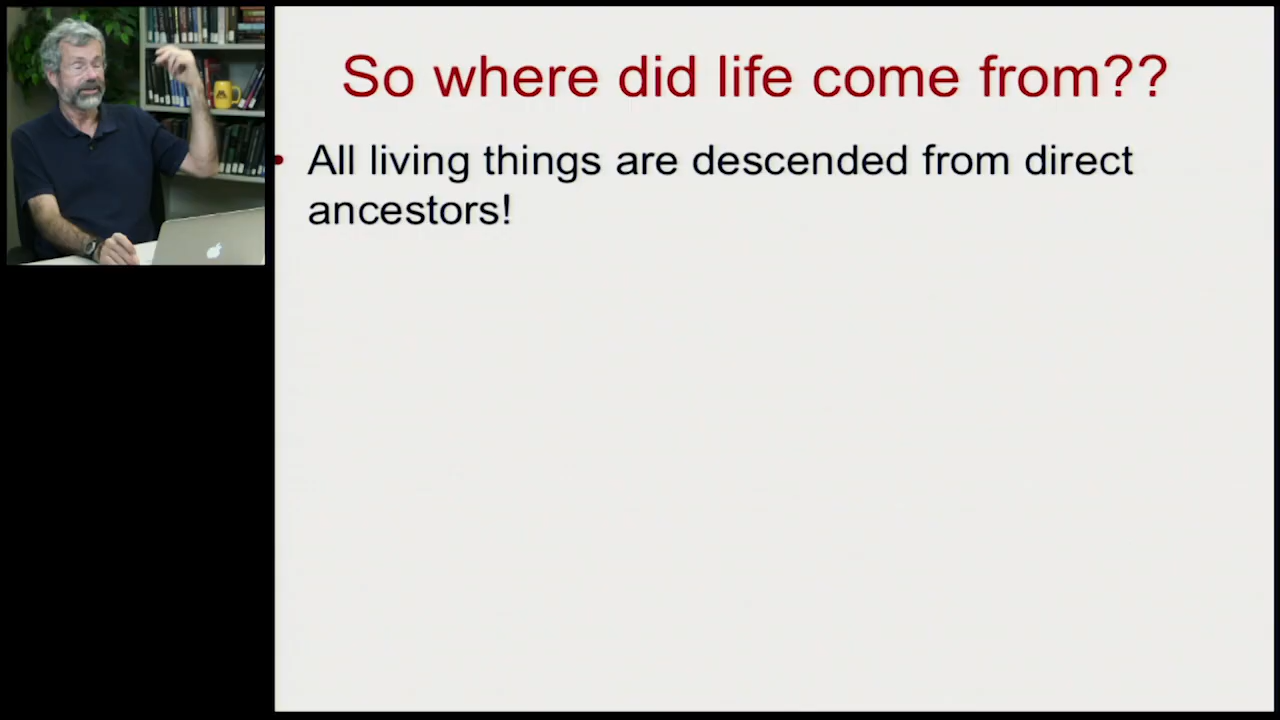 So where did life come from??
• All living things are descended from direct
ancestors!